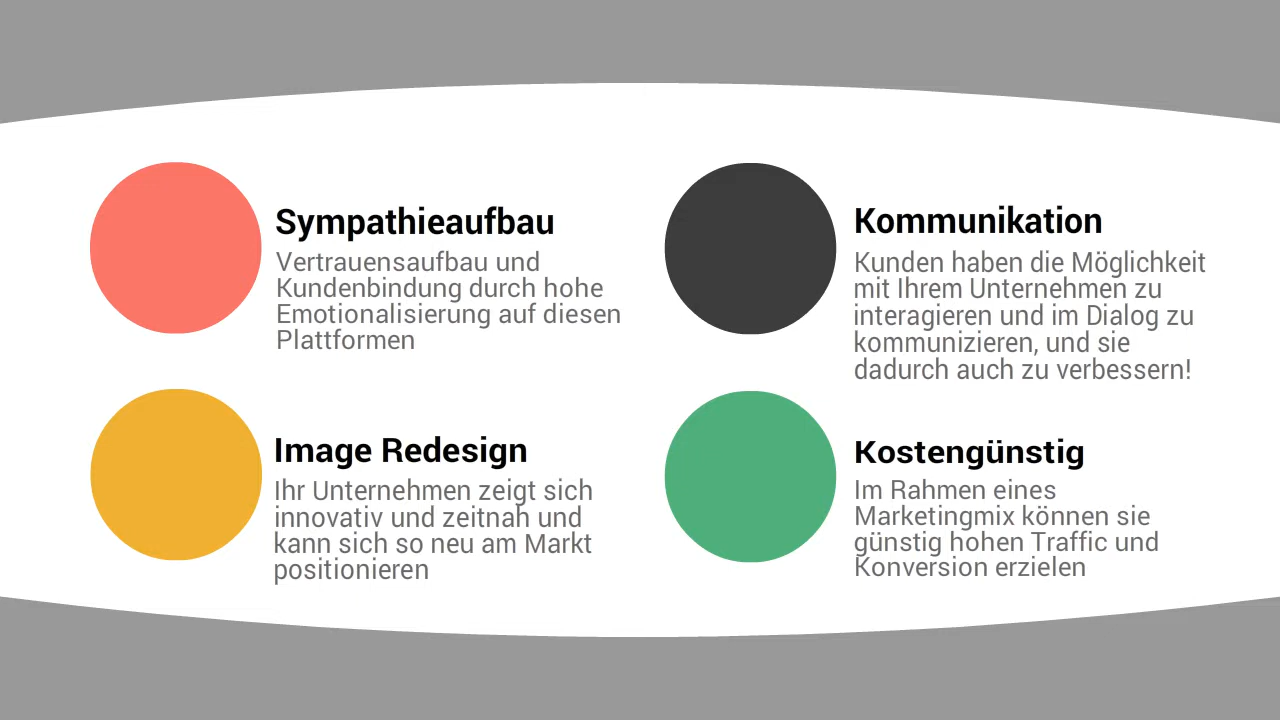 Sympathieaufbau
Vertrauensaufbau und
Kundenbindung durch hohe
Emotionalisierung auf diesen
Plattformen
Kommunikation
Kunden haben die Möglichkeit
mit Ihrem Unternehmen zu
interagieren und im Dialog zu
kommunizieren, und sie
dadurch auch zu verbessern!
Image Redesign
Ihr Unternehmen zeigt sich
innovativ und zeitnah und
kann sich so neu am Markt
positionieren
Kostengünstig
Im Rahmen eines
Marketingmix können sie
günstig hohen Traffic und
Konversion erzielen